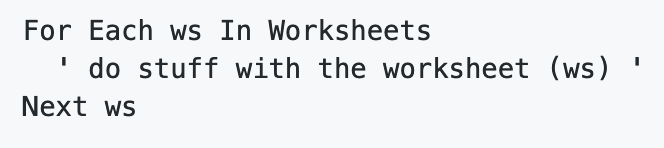 For Each ws In Worksheets
  ' do stuff with the worksheet (ws) '
Next ws